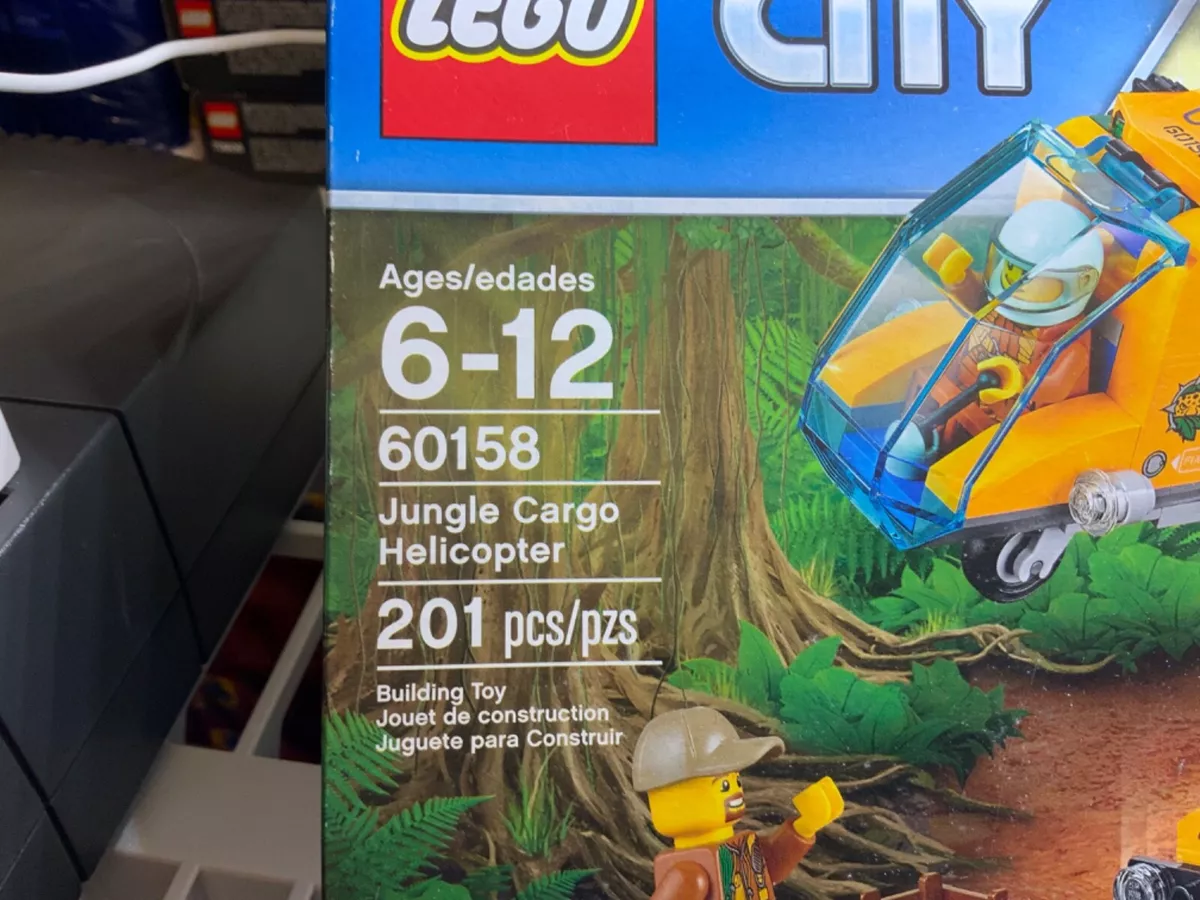 LEGO
CITY
Ages/edades
6-12
60158
Jungle Cargo
Helicopter
201 pcs/pzs
Building Toy
Jouet de construction
Juguete para Construir